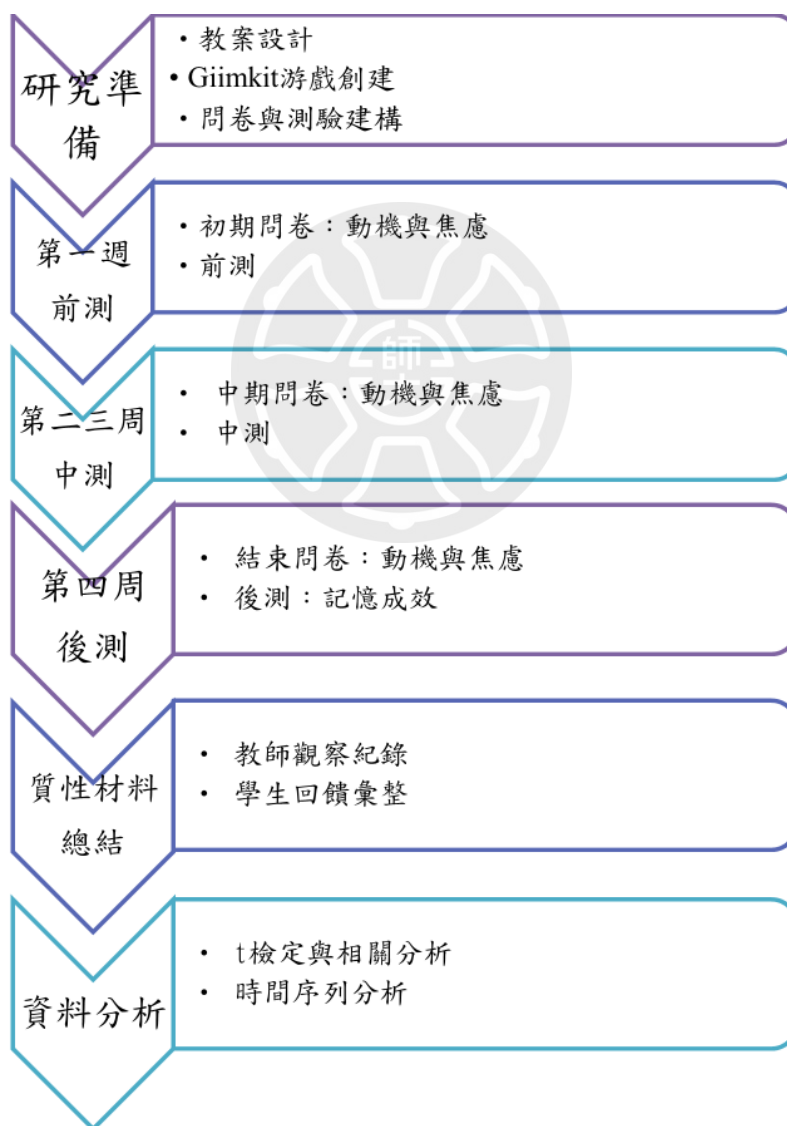 研究準
備
• 教案設計
• Giimkit游戲創建
• 問卷與測驗建構
第一週
前測
• 初期問卷：動機與焦慮
• 前測
第二三周
中測
• 中期問卷：動機與焦慮
• 中測
第四周
後測
• 結束問卷：動機與焦慮
• 後測：記憶成效
質性材料
總結
• 教師觀察紀錄
• 學生回饋彙整
資料分析
• t檢定與相關分析
• 時間序列分析
師